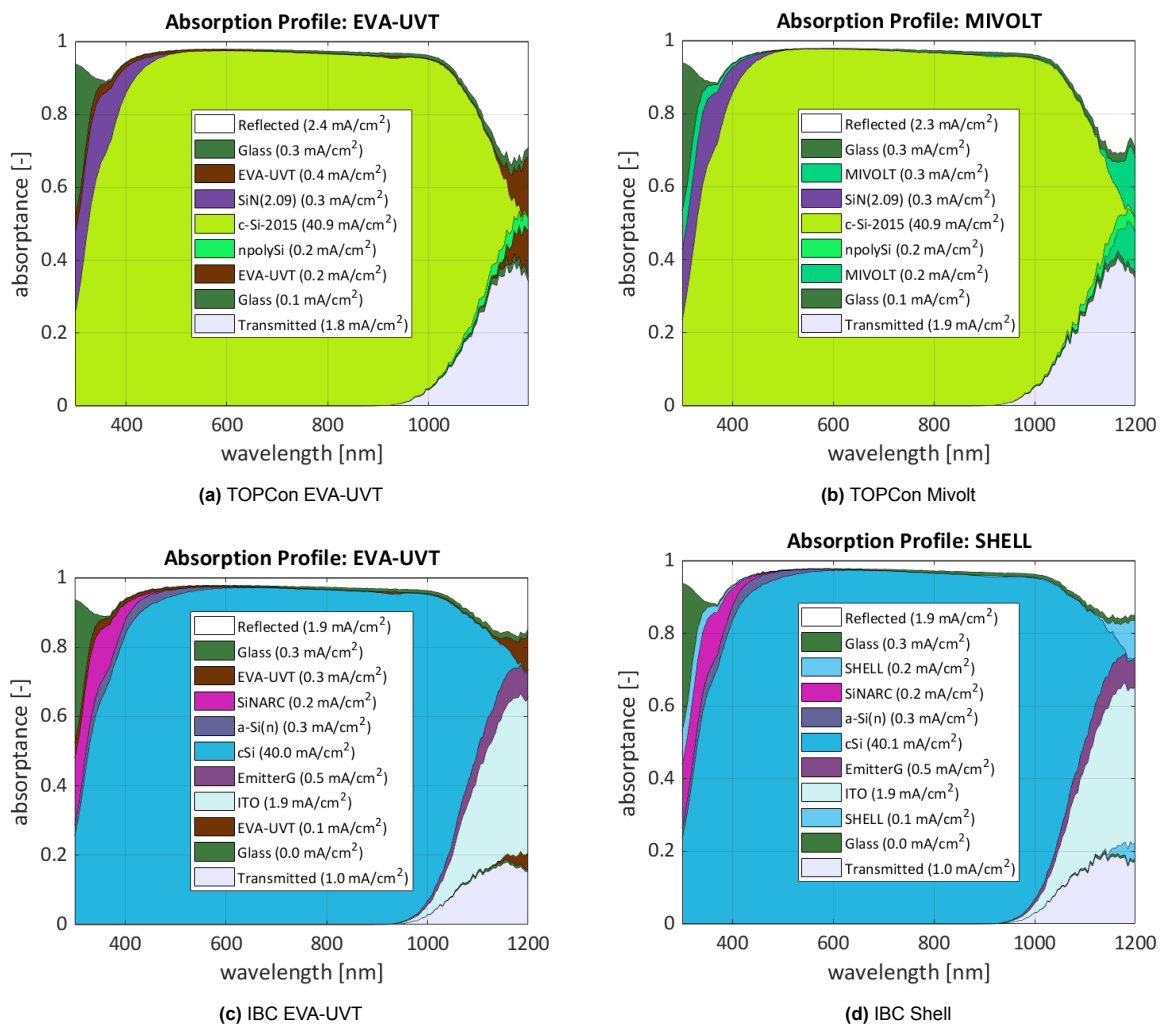 Absorption Profile: EVA-UVT
1
0.8
0.6
0.4
0.2
0
absorptance [-]
Reflected (2.4 mA/cm²)
Glass (0.3 mA/cm²)
EVA-UVT (0.4 mA/cm²)
SiN(2.09) (0.3 mA/cm²)
c-Si-2015 (40.9 mA/cm²)
npolySi (0.2 mA/cm²)
EVA-UVT (0.2 mA/cm²)
Glass (0.1 mA/cm²)
Transmitted (1.8 mA/cm²)
400 600 800 1000
wavelength [nm]
(a) TOPCon EVA-UVT
Absorption Profile: MIVOLT
1
0.8
0.6
0.4
0.2
0
absorptance [-]
Reflected (2.3 mA/cm²)
Glass (0.3 mA/cm²)
MIVOLT (0.3 mA/cm²)
SiN(2.09) (0.3 mA/cm²)
c-Si-2015 (40.9 mA/cm²)
npolySi (0.2 mA/cm²)
MIVOLT (0.2 mA/cm²)
Glass (0.1 mA/cm²)
Transmitted (1.9 mA/cm²)
400 600 800 1000 1200
wavelength [nm]
(b) TOPCon Mivolt
Absorption Profile: EVA-UVT
1
0.8
0.6
0.4
0.2
0
absorptance [-]
Reflected (1.9 mA/cm²)
Glass (0.3 mA/cm²)
EVA-UVT (0.3 mA/cm²)
SiNARC (0.2 mA/cm²)
a-Si(n) (0.3 mA/cm²)
cSi (40.0 mA/cm²)
EmitterG (0.5 mA/cm²)
ITO (1.9 mA/cm²)
EVA-UVT (0.1 mA/cm²)
Glass (0.0 mA/cm²)
Transmitted (1.0 mA/cm²)
400 600 800 1000 1200
wavelength [nm]
(c) IBC EVA-UVT
Absorption Profile: SHELL
1
0.8
0.6
0.4
0.2
0
absorptance [-]
Reflected (1.9 mA/cm²)
Glass (0.3 mA/cm²)
SHELL (0.2 mA/cm²)
SiNARC (0.2 mA/cm²)
a-Si(n) (0.3 mA/cm²)
cSi (40.1 mA/cm²)
EmitterG (0.5 mA/cm²)
ITO (1.9 mA/cm²)
SHELL (0.1 mA/cm²)
Glass (0.0 mA/cm²)
Transmitted (1.0 mA/cm²)
400 600 800 1000 1200
wavelength [nm]
(d) IBC Shell